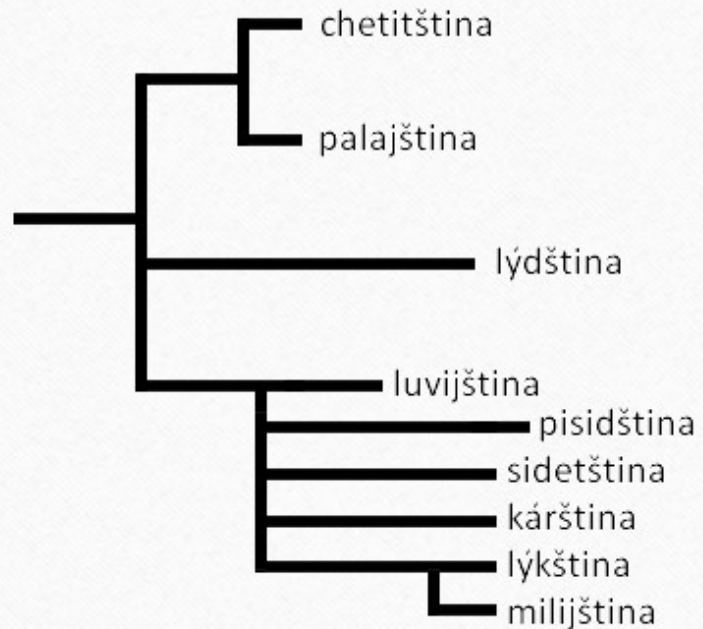 chetitština
palajština
lýdština
luvijština
pisidština
sidetština
kárština
lýkština
milijština